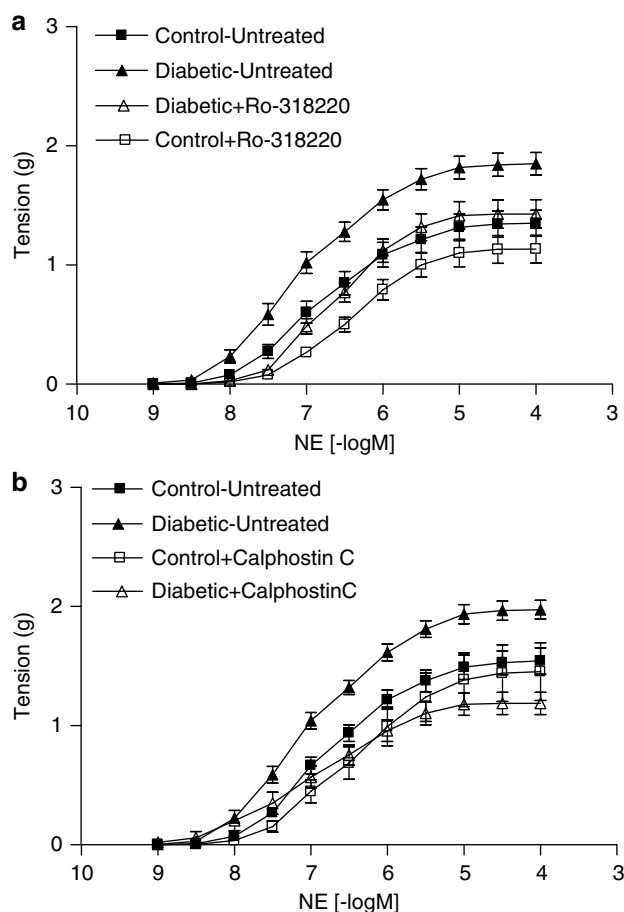 a
3
Control-Untreated
Diabetic-Untreated
Diabetic+Ro-318220
Control+Ro-318220
2
Tension (g)
1
0
10 9 8 7 6 5 4 3
NE [-logM]
b
3
Control-Untreated
Diabetic-Untreated
Control+Calphostin C
Diabetic+CalphostinC
2
Tension (g)
1
0
10 9 8 7 6 5 4 3
NE [-logM]